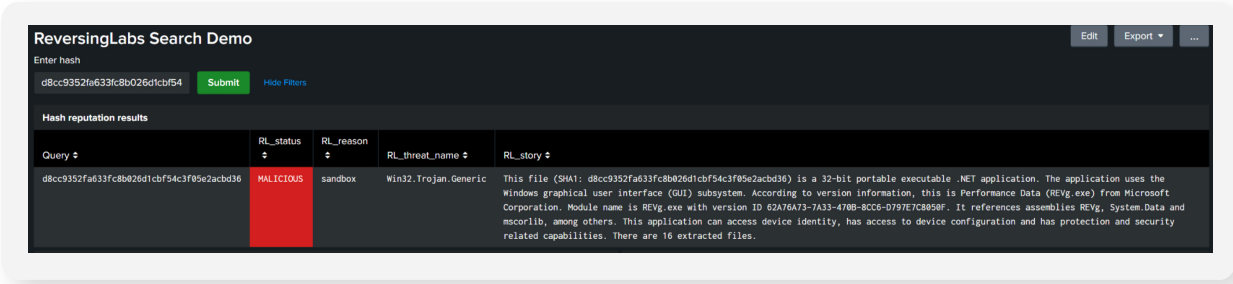 ReversingLabs Search Demo
Edit
Export
...
Enter hash
d8cc9352fa633fc8b026d1cbf54
Submit
Hide Filters
Hash reputation results
Query
RL_status
RL_reason
RL_threat_name
RL_story
d8cc9352fa633fc8b026d1cbf54c3f05e2acbd36
MALICIOUS
sandbox
Win32.Trojan.Generic
This file (SHA1: d8cc9352fa633fc8b026d1cbf54c3f05e2acbd36) is a 32-bit portable executable .NET application. The application uses the
Windows graphical user interface (GUI) subsystem. According to version information, this is Performance Data (REVg.exe) from Microsoft
Corporation. Module name is REVg.exe with version ID 62A76A73-7A33-470B-8CC6-D797E7C8050F. It references assemblies REVg, System.Data and
mscorlib, among others. This application can access device identity, has access to device configuration and has protection and security
related capabilities. There are 16 extracted files.